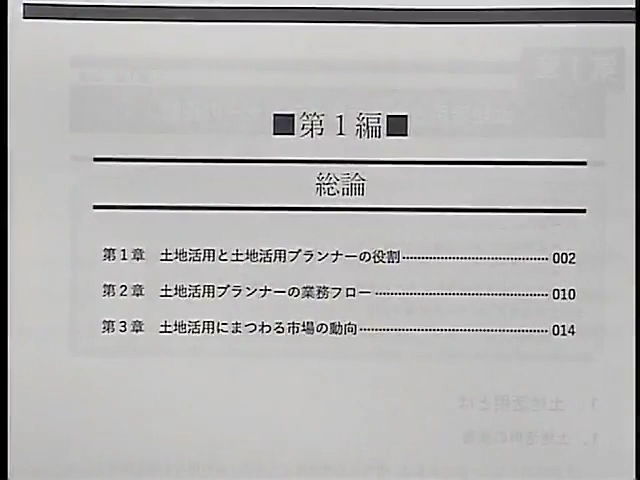 ■第1編■
総論
第1章 土地活用と土地活用プランナーの役割 002
第2章 土地活用プランナーの業務フロー 010
第3章 土地活用にまつわる市場の動向 014